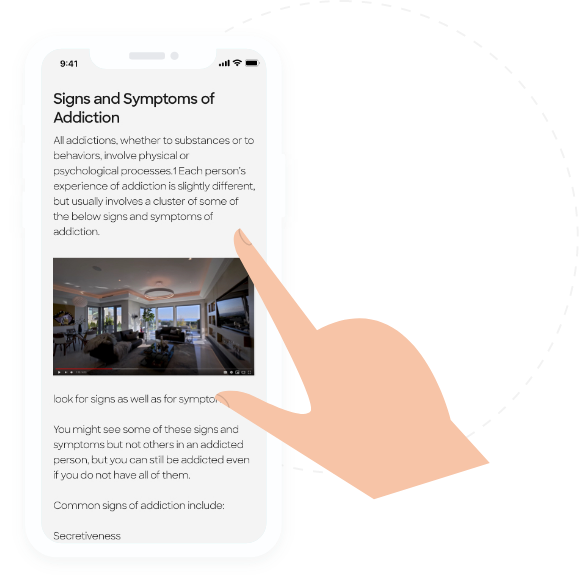 9:41
Signs and Symptoms of
Addiction
All addictions, whether to substances or to
behaviors, involve physical or
psychological processes.1 Each person's
experience of addiction is slightly different,
but usually involves a cluster of some of
the below signs and symptoms of
addiction.
look for signs as well as for
You might see some of these signs and
symptoms but not others in an addicted
person, but you can still be addicted even
if you do not have all of them.
Common signs of addiction include:
Secretiveness